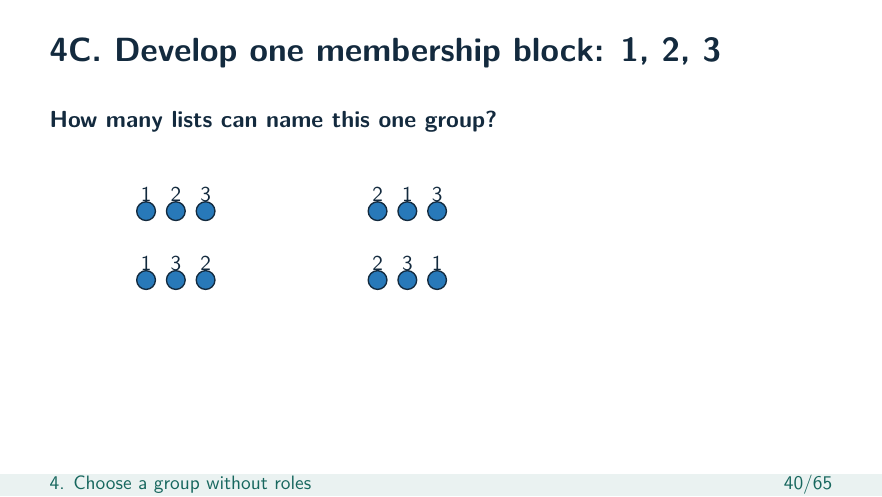 4C. Develop one membership block: 1, 2, 3
How many lists can name this one group?
1 2 3
2 1 3
1 3 2
2 3 1
4. Choose a group without roles
40/65